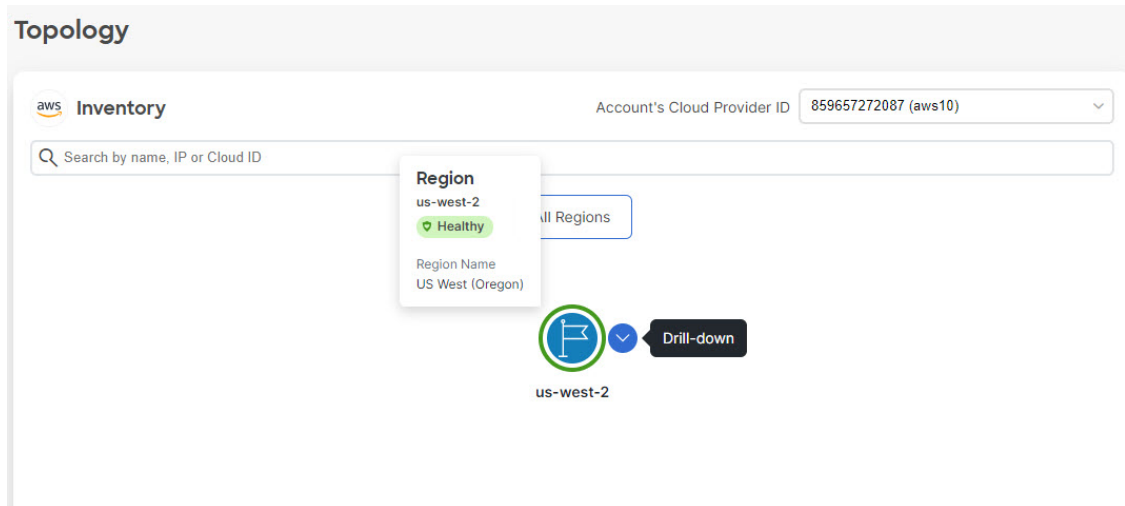 Topology
aws Inventory
Account's Cloud Provider ID
859657272087 (aws10)
Search by name, IP or Cloud ID
Region
us-west-2
Healthy
Region Name
US West (Oregon)
All Regions
Drill-down
us-west-2